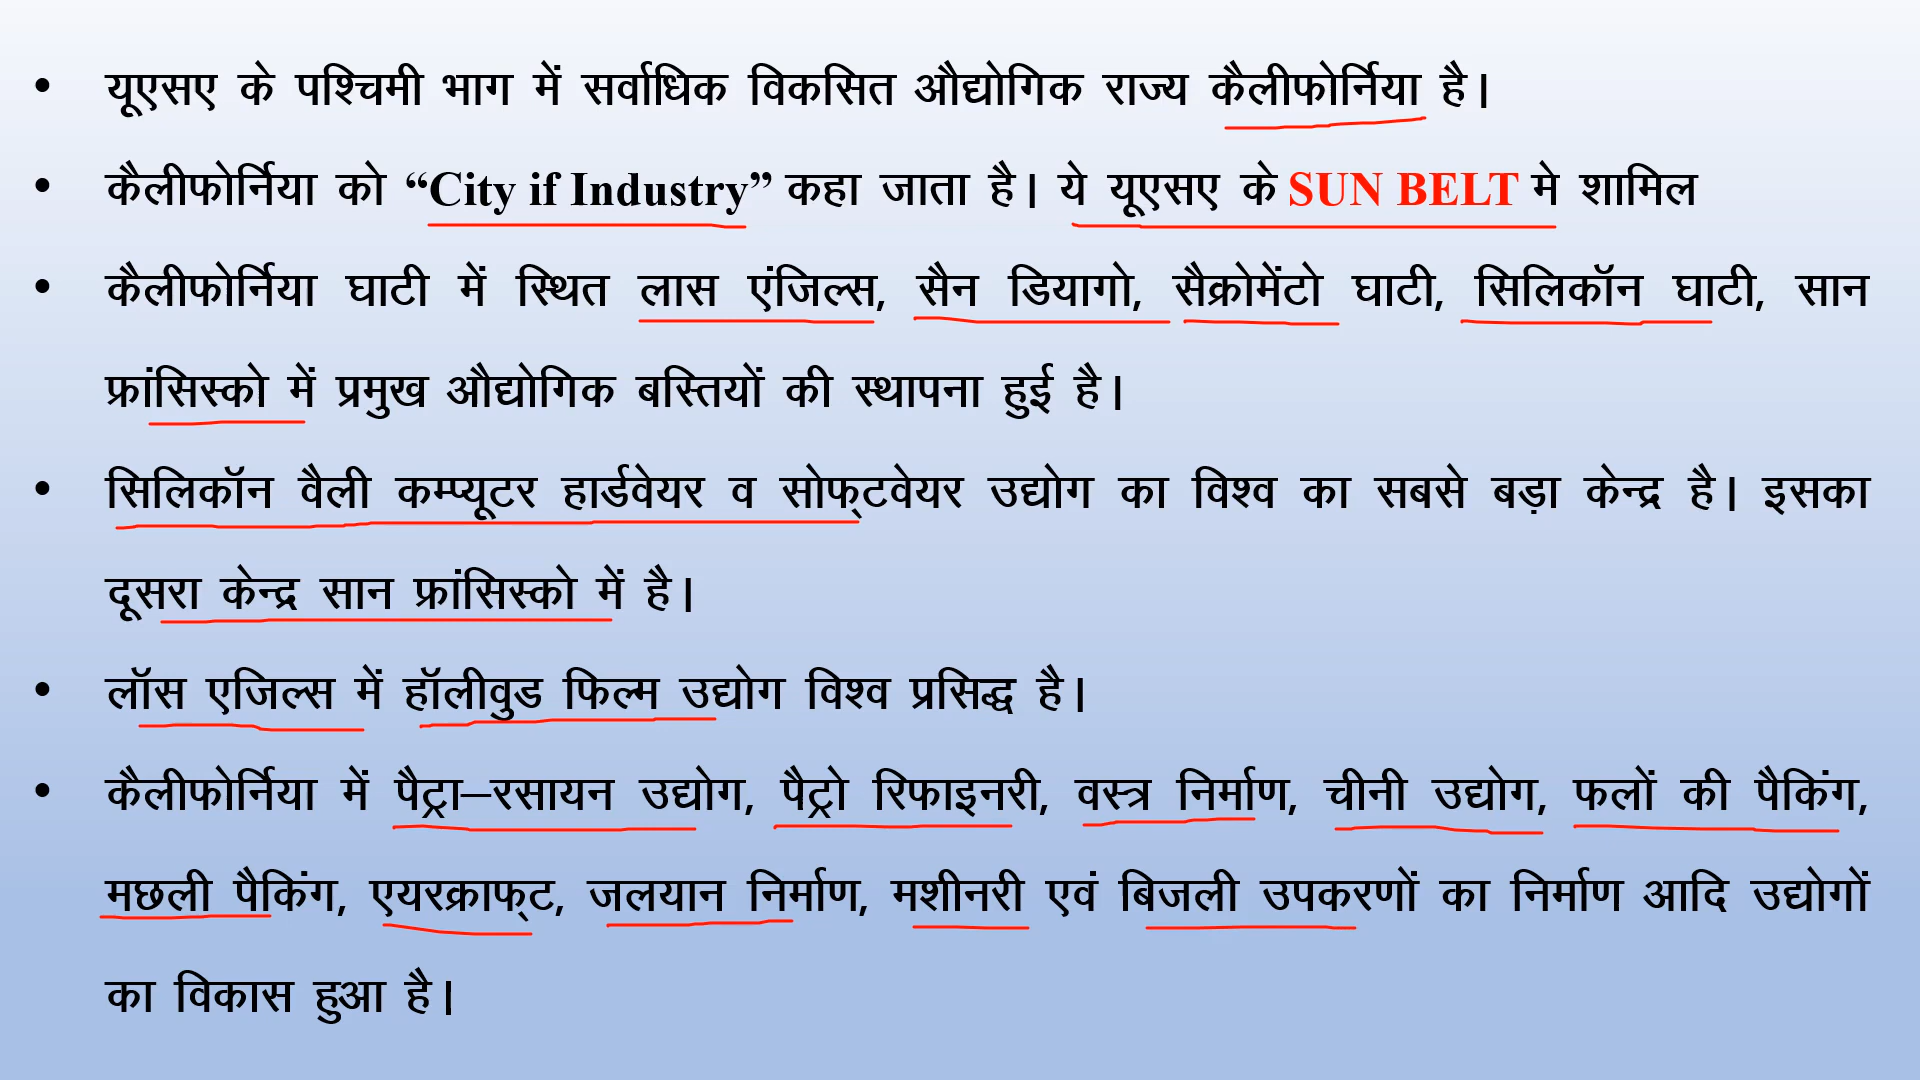 • यूएसए के पश्चिमी भाग में सर्वाधिक विकसित औद्योगिक राज्य कैलीफोर्निया है।
• कैलीफोर्निया को “City if Industry” कहा जाता है। ये यूएसए के SUN BELT मे शामिल
• कैलीफोर्निया घाटी में स्थित लास एंजिल्स, सैन डियागो, सैक्रोमेंटो घाटी, सिलिकॉन घाटी, सान
फ्रांसिस्को में प्रमुख औद्योगिक बस्तियों की स्थापना हुई है।
• सिलिकॉन वैली कम्प्यूटर हार्डवेयर व सोफ्टवेयर उद्योग का विश्व का सबसे बड़ा केन्द्र है। इसका
दूसरा केन्द्र सान फ्रांसिस्को में है।
• लॉस एजिल्स में हॉलीवुड फिल्म उद्योग विश्व प्रसिद्ध है।
• कैलीफोर्निया में पैट्रा–रसायन उद्योग, पैट्रो रिफाइनरी, वस्त्र निर्माण, चीनी उद्योग, फलों की पैकिंग,
मछली पैकिंग, एयरक्राफ्ट, जलयान निर्माण, मशीनरी एवं बिजली उपकरणों का निर्माण आदि उद्योगों
का विकास हुआ है।